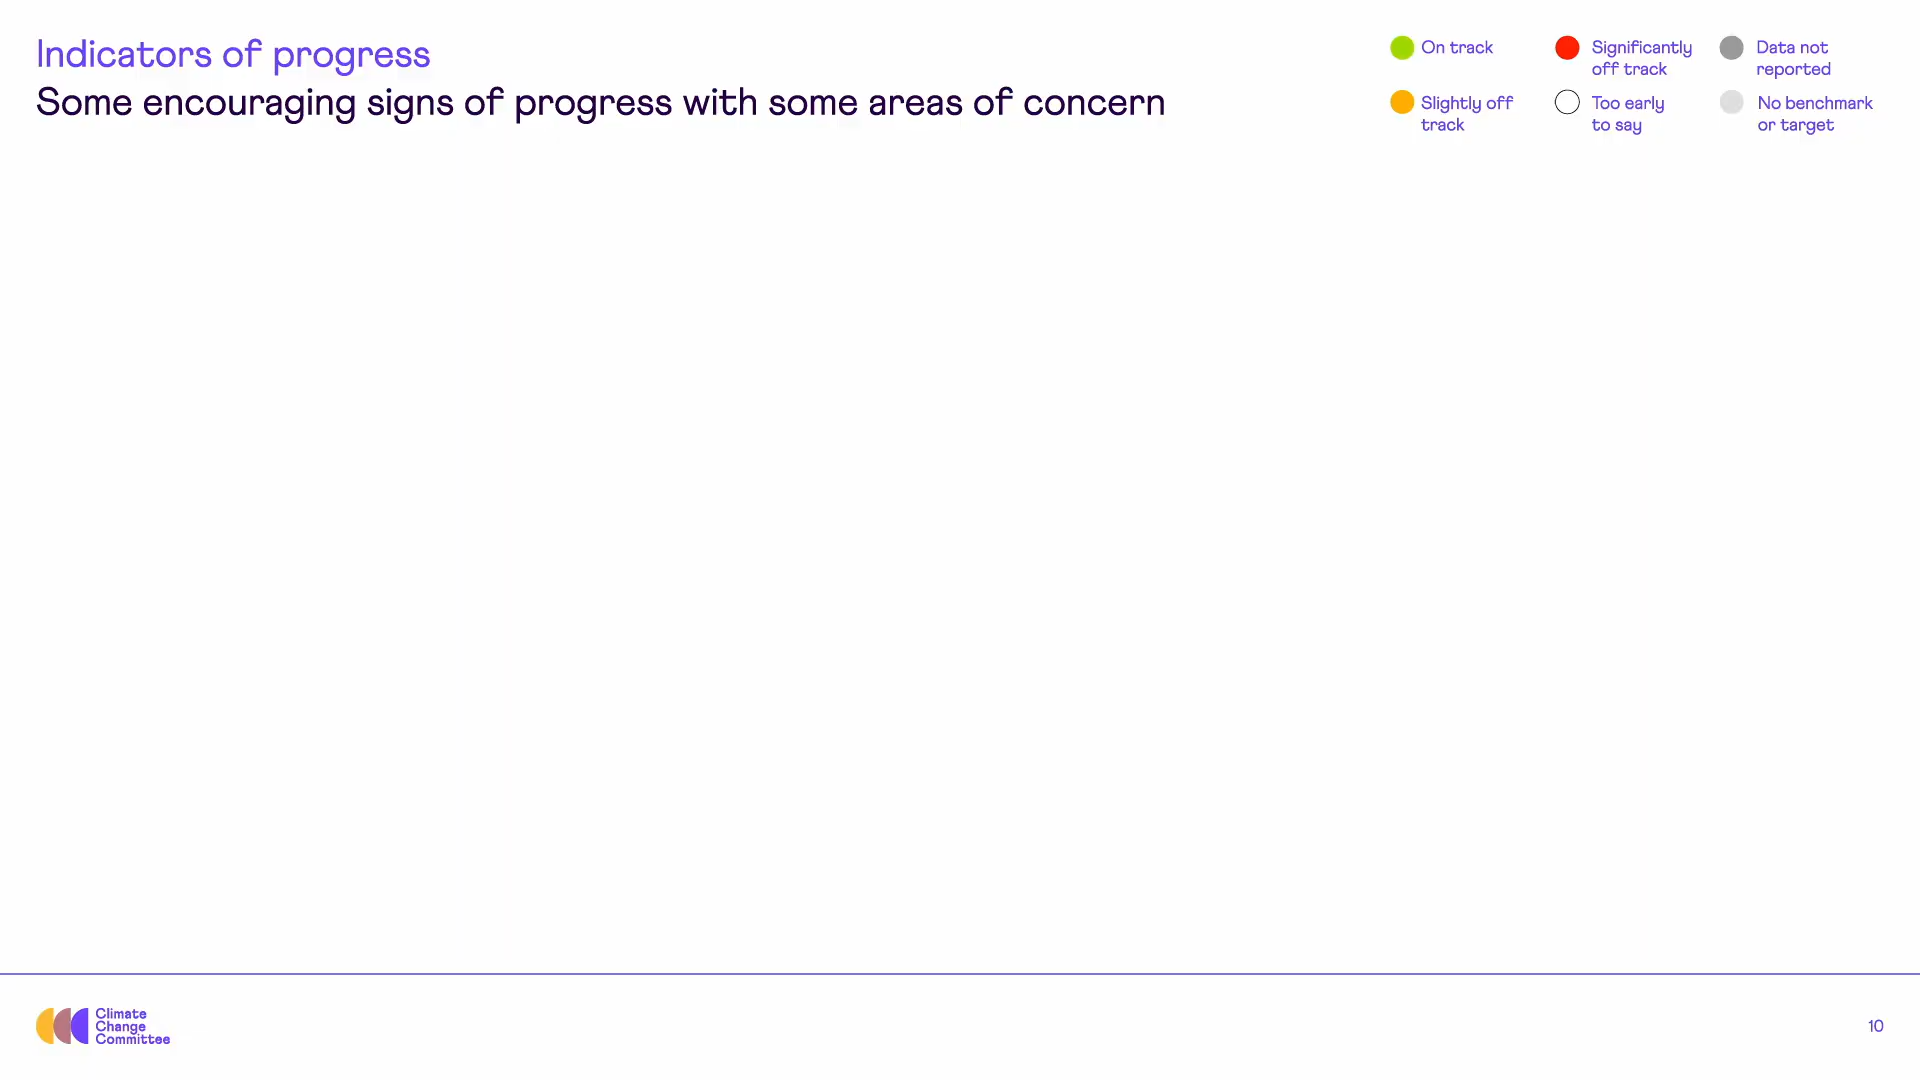 Indicators of progress
Some encouraging signs of progress with some areas of concern
On track
Significantly
off track
Data not
reported
Slightly off
track
Too early
to say
No benchmark
or target
Climate
Change
Committee
10